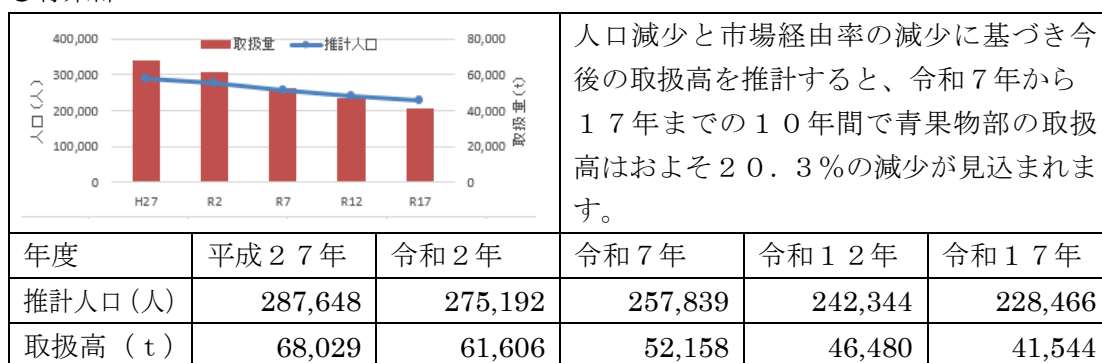 400,000
300,000
200,000
100,000
0
人口(人)
取扱量 推計人口
80,000
60,000
40,000
20,000
0
取扱量(t)
H27 R2 R7 R12 R17
人口減少と市場経由率の減少に基づき今
後の取扱高を推計すると、令和7年から
17年までの10年間で青果物部の取扱
高はおよそ20.3%の減少が見込まれま
す。
年度 平成27年 令和2年 令和7年 令和12年 令和17年
推計人口(人) 287,648 275,192 257,839 242,344 228,466
取扱高(t) 68,029 61,606 52,158 46,480 41,544